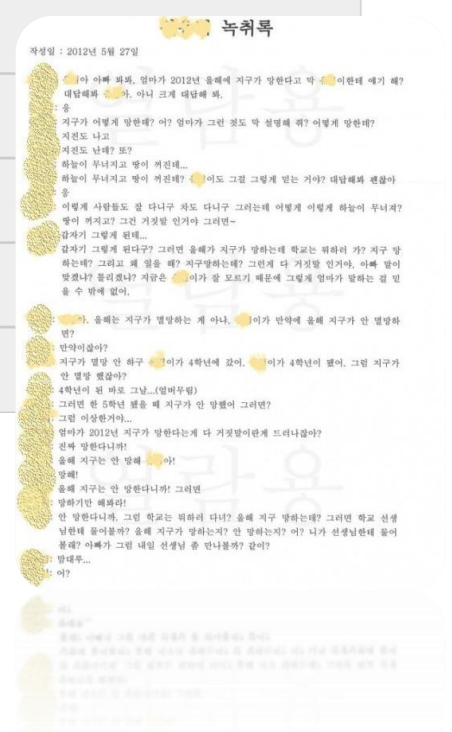 녹취록
작성일 : 2012년 5월 27일
아 아빠 봐봐, 엄마가 2012년 올해에 지구가 망한다고 막 이한테 얘기 해?
대답해봐 아. 아니 크게 대답해 봐.
: 응
: 지구가 어떻게 망한데? 어? 엄마가 그런 것도 막 설명해 줘? 어떻게 망한데?
지진도 나고
지진도 난데? 또?
하늘이 무너지고 땅이 꺼진데...
하늘이 무너지고 땅이 꺼진데? 이도 그걸 그렇게 믿는 거야? 대답해봐 괜찮아
: 응
이렇게 사람들도 잘 다니구 차도 다니구 그러는데 어떻게 이렇게 하늘이 무너져?
땅이 꺼지고? 그건 거짓말 인거야 그러면~
갑자기 그렇게 된데...
갑자기 그렇게 된다구? 그러면 올해가 지구가 망하는데 학교는 뭐하러 가? 지구 망
하는데? 그리고 왜 일을 해? 지구망하는데? 그런게 다 거짓말 인거야, 아빠 말이
맞겠냐? 틀리겠냐? 지금은 이가 잘 모르기 때문에 그렇게 엄마가 말하는 걸 믿
을 수 밖에 없어.
아, 올해는 지구가 멸망하는 게 아냐, 이가 만약에 올해 지구가 안 멸망하
면?
: 만약이잖아?
지구가 멸망 안 하구 이가 4학년에 갔어, 이가 4학년이 됐어, 그럼 지구가
안 멸망 했잖아?
: 4학년이 된 바로 그날...(얼버무림)
: 그러면 한 5학년 됐을 때 지구가 안 망했어 그러면?
: 그럼 이상한거야...
엄마가 2012년 지구가 망한다는게 다 거짓말이란게 드러나잖아?
진짜 망한다니까!
올해 지구는 안 망해 아!
망해!
올해 지구는 안 망한다니까! 그러면
: 망하기만 해봐라!
안 망한다니까, 그럼 학교는 뭐하러 다녀? 올해 지구 망하는데? 그러면 학교 선생
님한테 물어볼까? 올해 지구가 망하는지? 안 망하는지? 어? 니가 선생님한테 물어
볼래? 아빠가 그럼 내일 선생님 좀 만나볼까? 같이?
: 맘대루...
: 어?